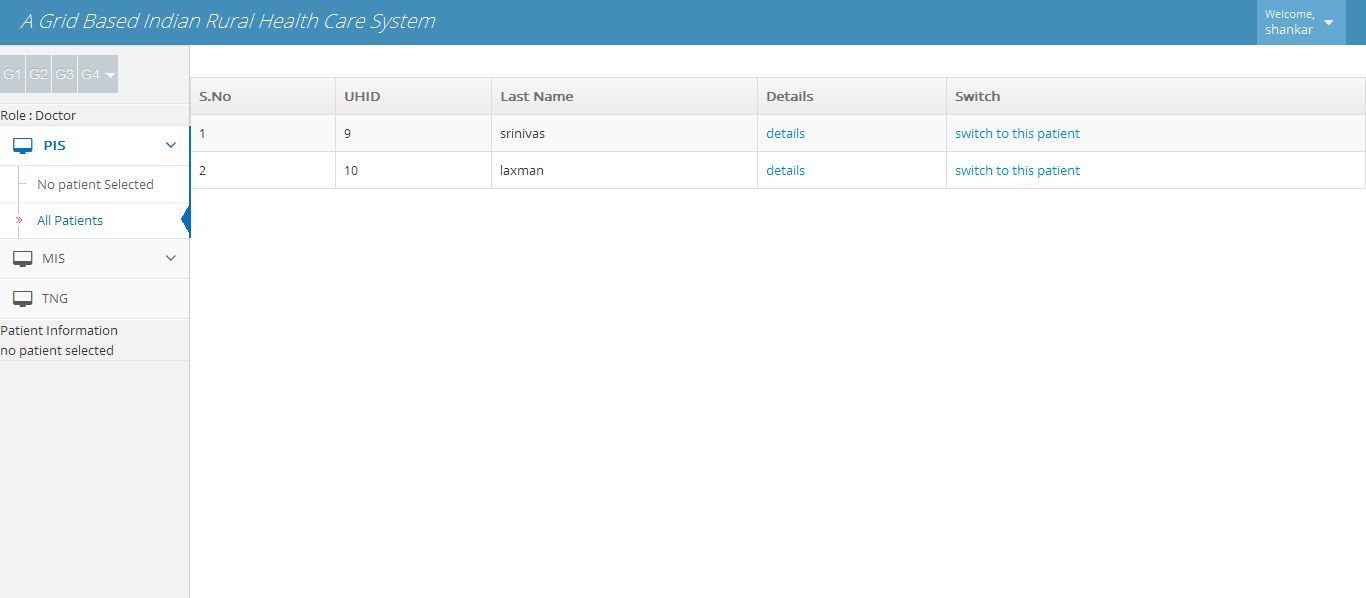 A Grid Based Indian Rural Health Care System
Welcome,
shankar
G1 G2 G3 G4
Role : Doctor
PIS
No patient Selected
All Patients
MIS
TNG
Patient Information
no patient selected
S.No UHID Last Name Details Switch
1 9 srinivas details switch to this patient
2 10 laxman details switch to this patient